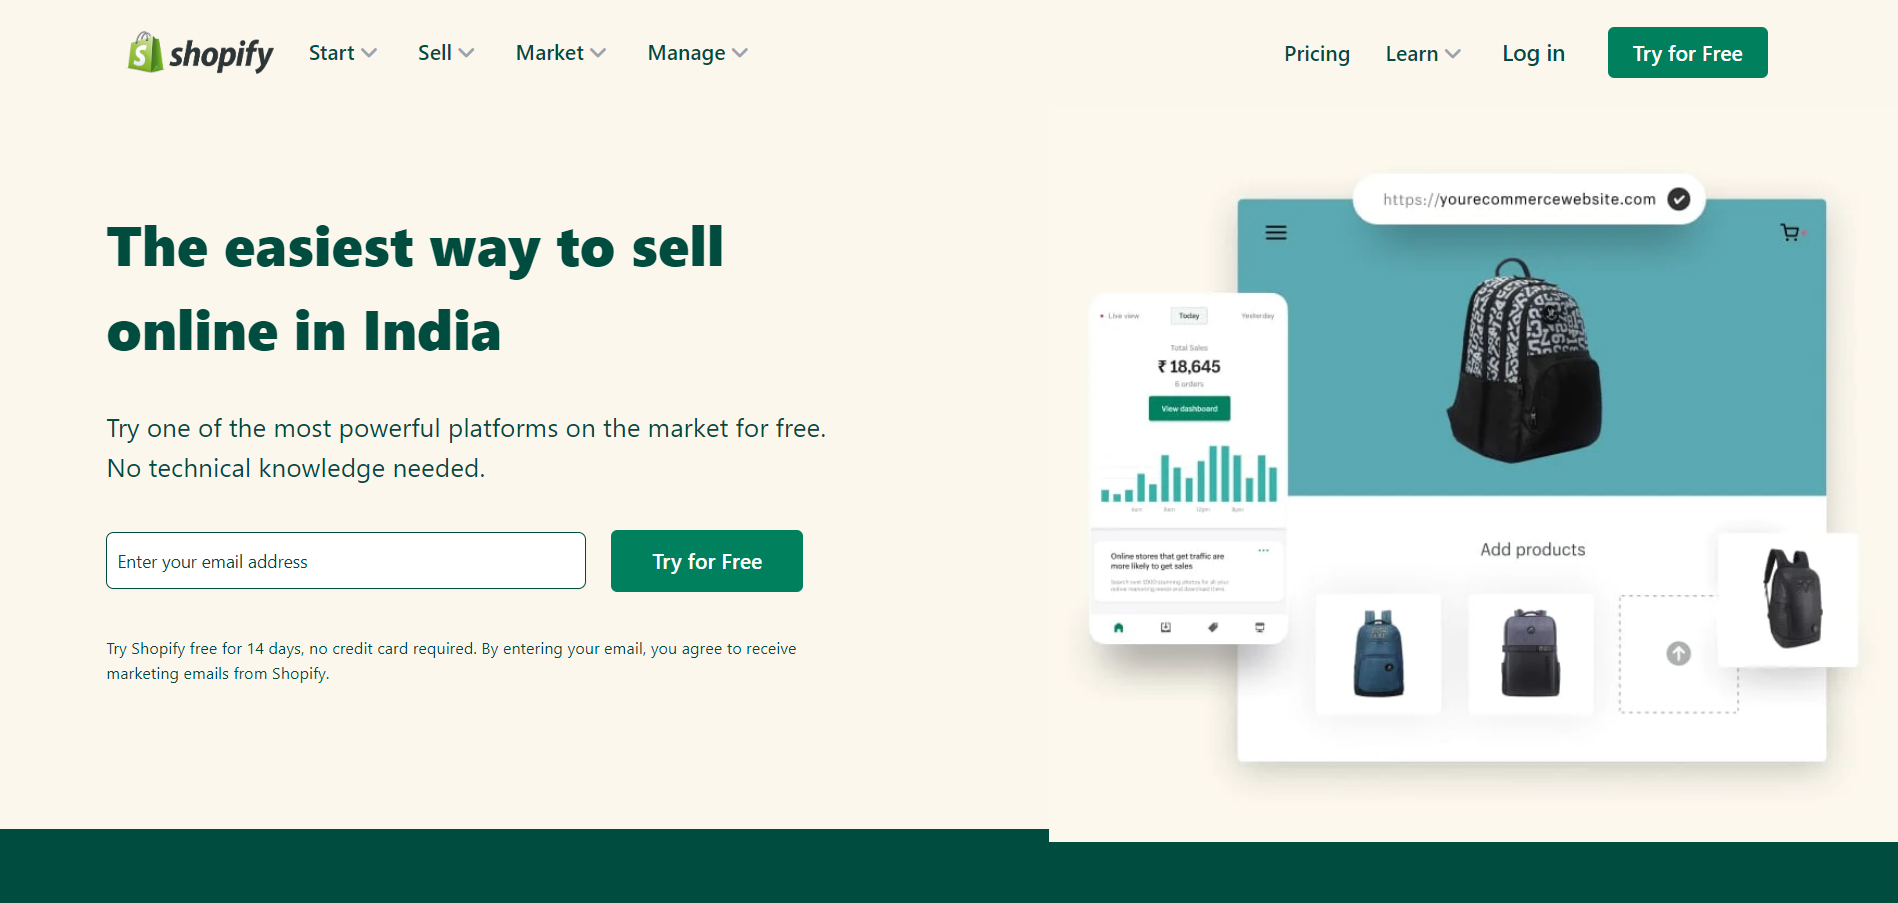 shopify
Start
Sell
Market
Manage
Pricing
Learn
Log in
Try for Free
The easiest way to sell
online in India
Try one of the most powerful platforms on the market for free.
No technical knowledge needed.
Enter your email address
Try for Free
Try Shopify free for 14 days, no credit card required. By entering your email, you agree to receive
marketing emails from Shopify.
https://yourecommercewebsite.com
Live view
Today
Yesterday
Total Sales
₹ 18,645
6 orders
View dashboard
12pm
Online stores that get traffic are
more likely to get sales
Add products